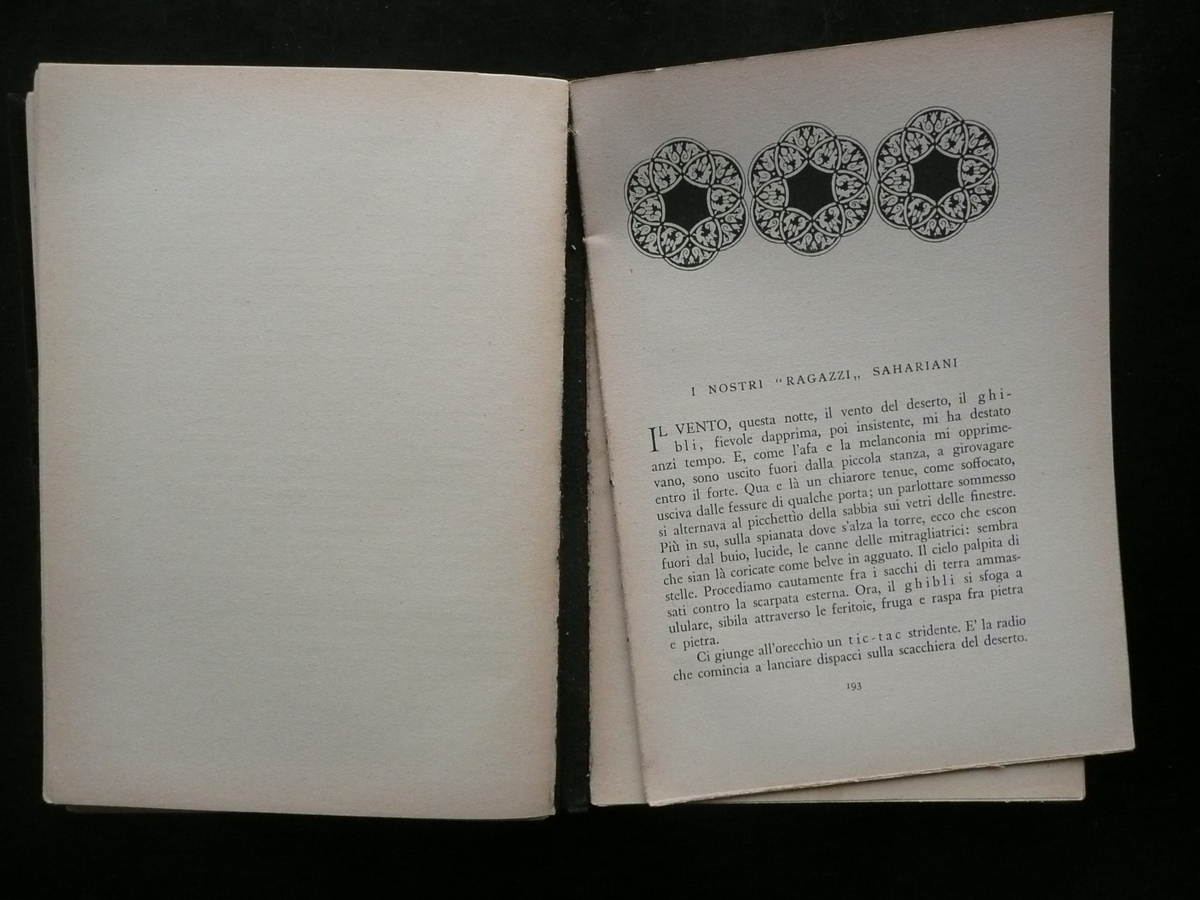 I NOSTRI “RAGAZZI„ SAHARIANI
IL VENTO, questa notte, il vento del deserto, il ghi-
bli, fievole dapprima, poi insistente, mi ha destato
anzi tempo. E, come l'afa e la melanconia mi opprime-
vano, sono uscito fuori dalla piccola stanza, a girovagare
entro il forte. Qua e là un chiarore tenue, come soffocato,
usciva dalle fessure di qualche porta; un parlottare sommesso
si alternava al picchettìo della sabbia sui vetri delle finestre.
Più in su, sulla spianata dove s'alza la torre, ecco che escon
fuori dal buio, lucide, le canne delle mitragliatrici: sembra
che sian là coricate come belve in agguato. Il cielo palpita di
stelle. Procediamo cautamente fra i sacchi di terra ammas-
sati contro la scarpata esterna. Ora, il ghibli si sfoga a
ululare, sibila attraverso le feritoie, fruga e raspa fra pietra
e pietra.
Ci giunge all'orecchio un tic-tac stridente. E' la radio
che comincia a lanciare dispacci sulla scacchiera del deserto.
193